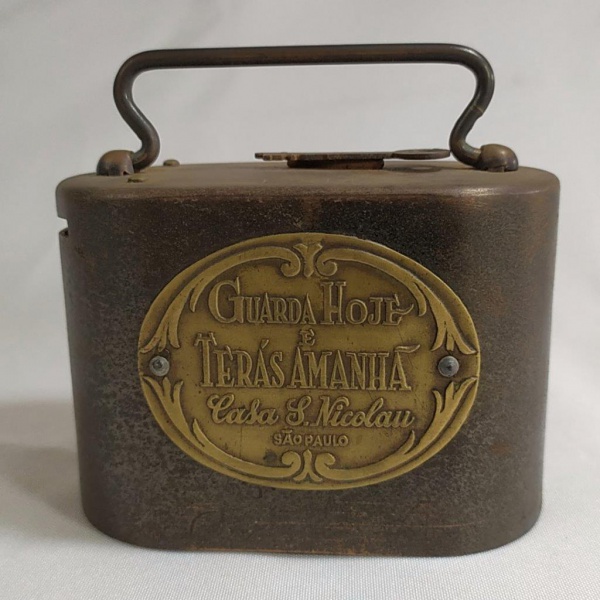 GUARDA HOJE
E
TERÁS AMANHÃ
Casa S. Nicolau
SÃO PAULO